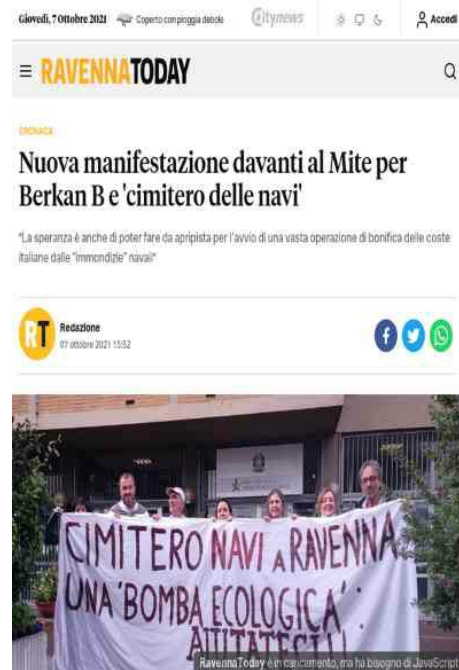 Giovedì, 7 Ottobre 2021 Coperto con pioggia debole Citynews Accedi
RAVENNATODAY
CRONACA
Nuova manifestazione davanti al Mite per
Berkan B e 'cimitero delle navi'
"La speranza è anche di poter fare da apripista per l'avvio di una vasta operazione di bonifica delle coste
italiane dalle "immondizie" navali"
RT
Redazione
07 ottobre 2021 15:52
CIMITERO NAVI A RAVENNA
UNA 'BOMBA ECOLOGICA':
AIUTATECI!!
RavennaToday è in caricamento, ma ha bisogno di JavaScript